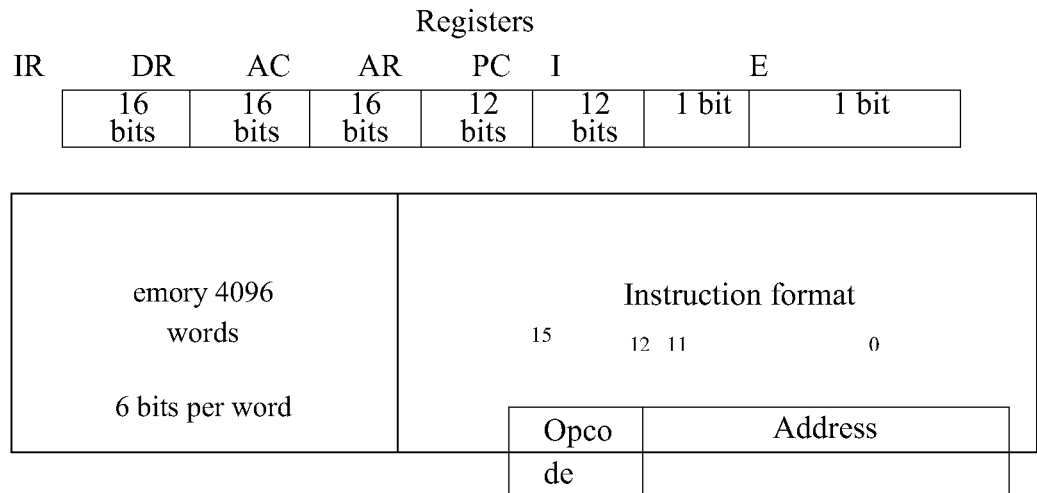 Registers
IR DR AC AR PC I E
16 bits 16 bits 16 bits 12 bits 12 bits 1 bit 1 bit
emory 4096
words
6 bits per word
Instruction format
15 12 11 0
Opco
de
Address